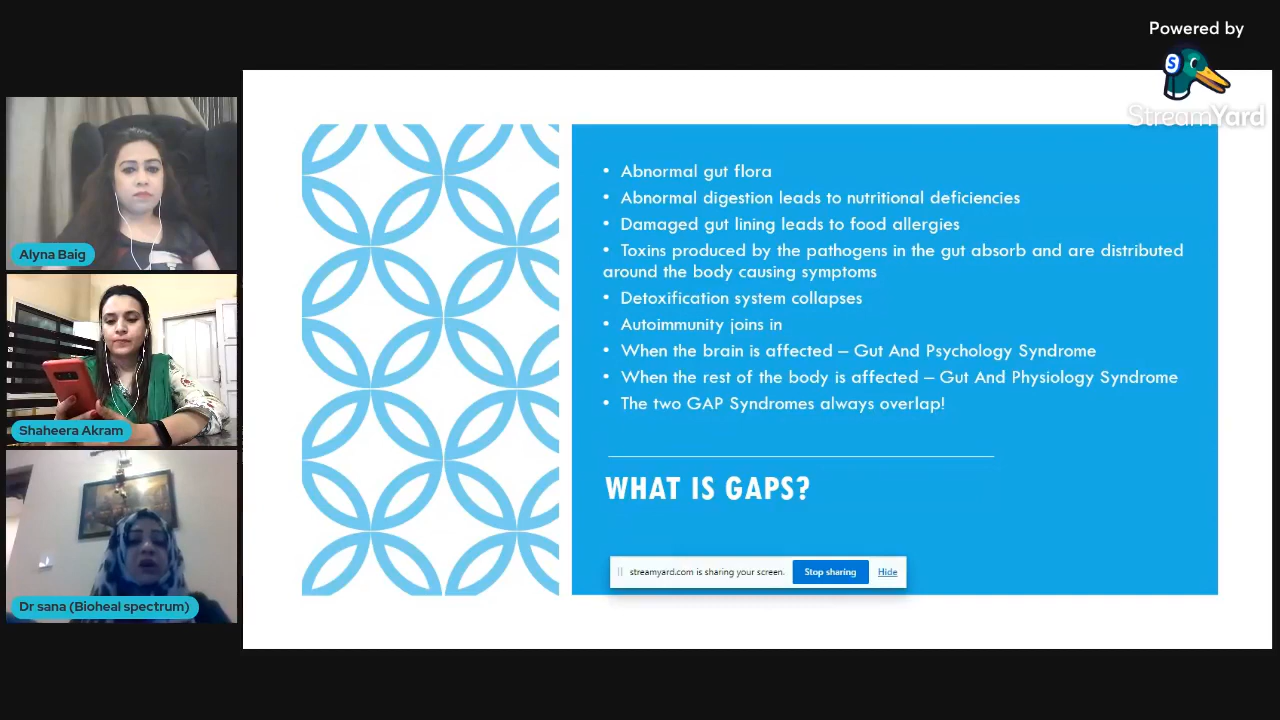 Powered by
StreamYard
Alyna Baig
Shaheera Akram
Dr sana (Bioheal spectrum)
• Abnormal gut flora
• Abnormal digestion leads to nutritional deficiencies
• Damaged gut lining leads to food allergies
• Toxins produced by the pathogens in the gut absorb and are distributed
around the body causing symptoms
• Detoxification system collapses
• Autoimmunity joins in
• When the brain is affected – Gut And Psychology Syndrome
• When the rest of the body is affected – Gut And Physiology Syndrome
• The two GAP Syndromes always overlap!
WHAT IS GAPS?
streamyard.com is sharing your screen. Stop sharing Hide